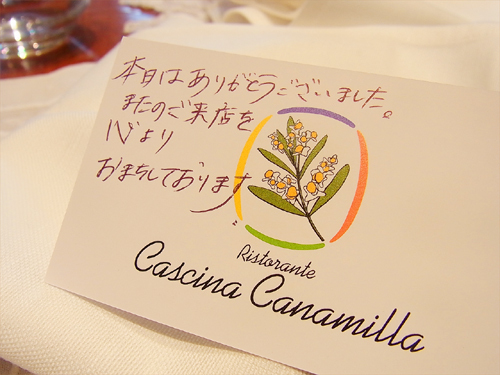 本日はありがとうございました。
またのご来店を
心より
おまちしております
Ristorante
Cascina Canamilla